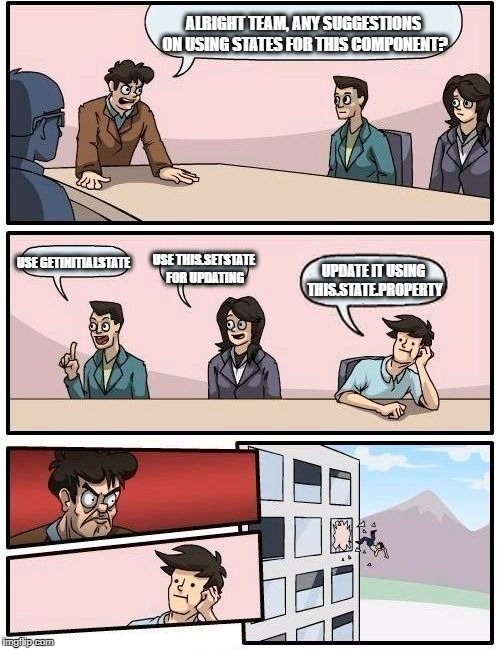 ALRIGHT TEAM, ANY SUGGESTIONS
ON USING STATES FOR THIS COMPONENT?
USE GETINITIALSTATE
USE THIS.SETSTATE
FOR UPDATING
UPDATE IT USING
THIS.STATE.PROPERTY
imgflip.com